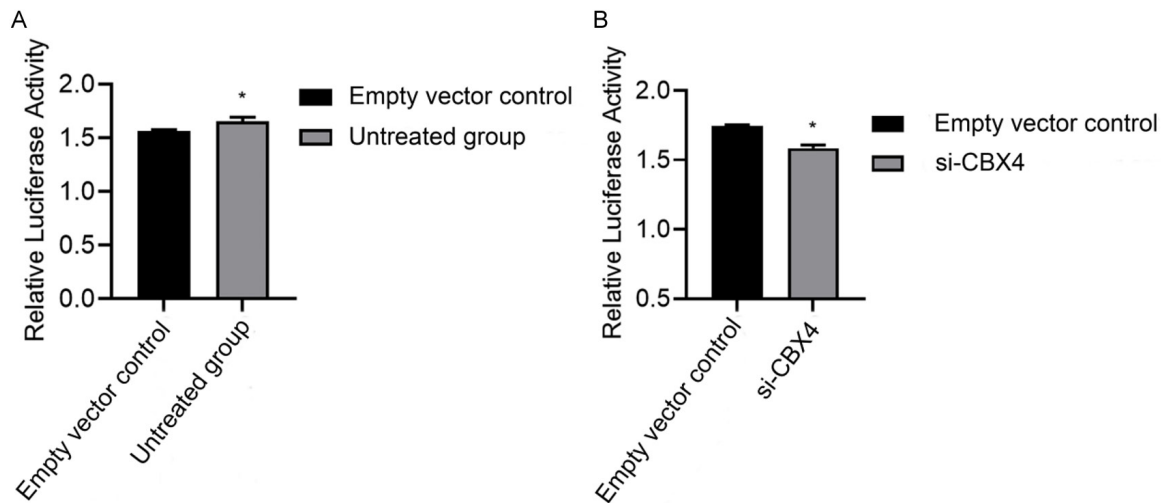 A
Relative Luciferase Activity
2.0
1.5
1.0
0.5
0.0
*
Empty vector control
Untreated group
Empty vector control
Untreated group
B
Relative Luciferase Activity
2.0
1.5
1.0
0.5
*
Empty vector control
si-CBX4
Empty vector control
si-CBX4